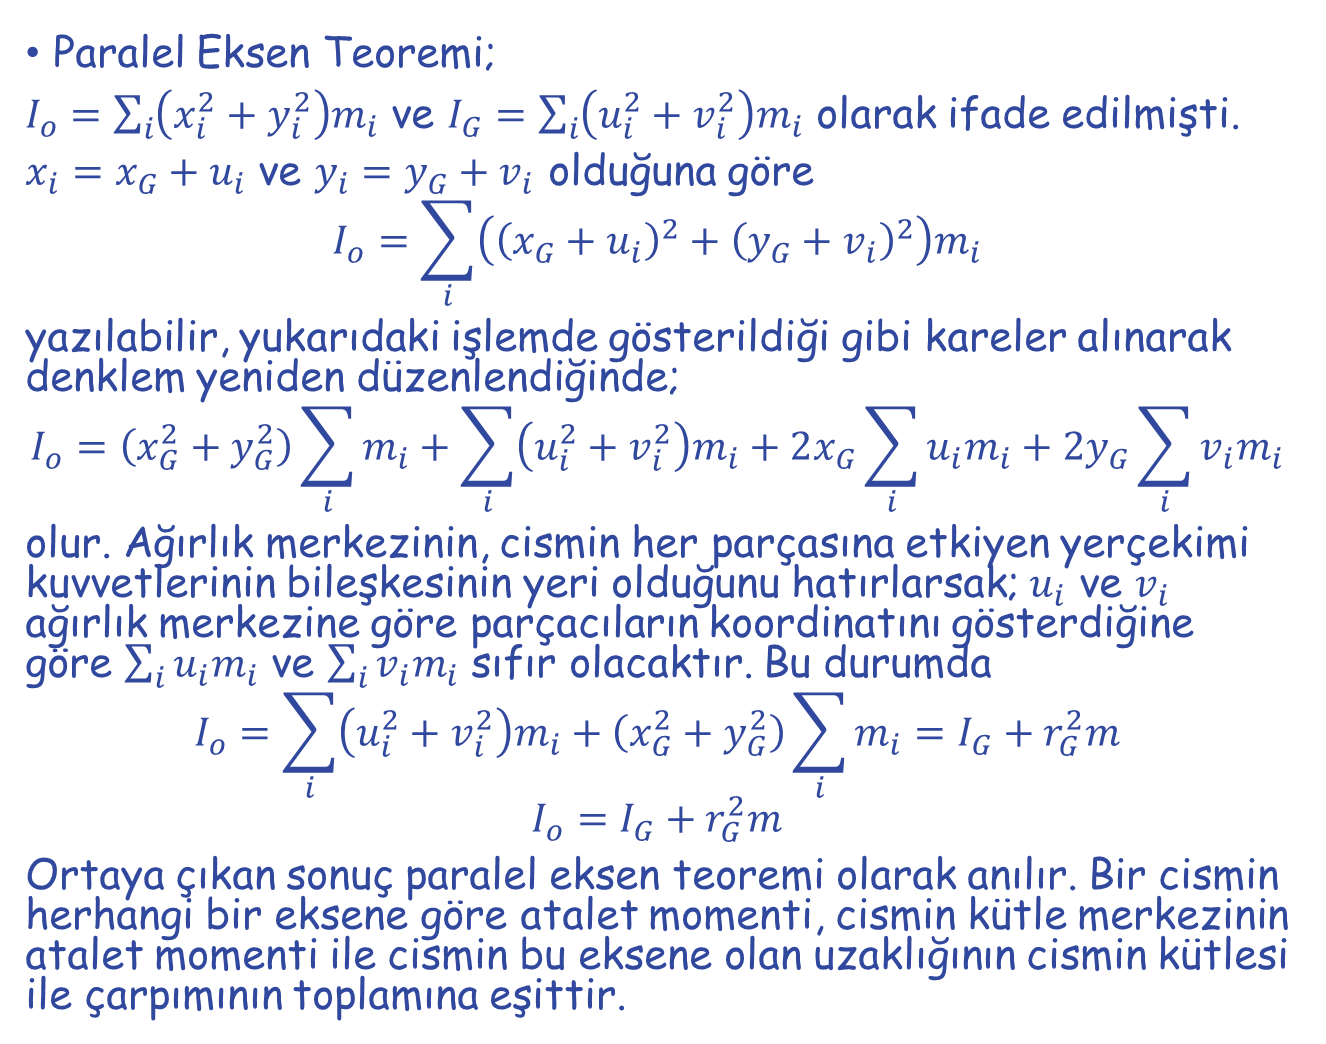 • Paralel Eksen Teoremi;
I_o = ∑_i(x_i^2 + y_i^2)m_i ve I_G = ∑_i(u_i^2 + v_i^2)m_i olarak ifade edilmişti.
x_i = x_G + u_i ve y_i = y_G + v_i olduğuna göre
I_o = ∑_i((x_G + u_i)^2 + (y_G + v_i)^2)m_i
yazılabilir, yukarıdaki işlemde gösterildiği gibi kareler alınarak
denklem yeniden düzenlendiğinde;
I_o = (x_G^2 + y_G^2) ∑_i m_i + ∑_i(u_i^2 + v_i^2)m_i + 2x_G ∑_i u_i m_i + 2y_G ∑_i v_i m_i
olur. Ağırlık merkezinin, cismin her parçasına etkiyen yerçekimi
kuvvetlerinin bileşkesinin yeri olduğunu hatırlarsak; u_i ve v_i
ağırlık merkezine göre parçacıların koordinatını gösterdiğine
göre ∑_i u_i m_i ve ∑_i v_i m_i sıfır olacaktır. Bu durumda
I_o = ∑_i(u_i^2 + v_i^2)m_i + (x_G^2 + y_G^2) ∑_i m_i = I_G + r_G^2 m
I_o = I_G + r_G^2 m
Ortaya çıkan sonuç paralel eksen teoremi olarak anılır. Bir cismin
herhangi bir eksene göre atalet momenti, cismin kütle merkezinin
atalet momenti ile cismin bu eksene olan uzaklığının cismin kütlesi
ile çarpımının toplamına eşittir.